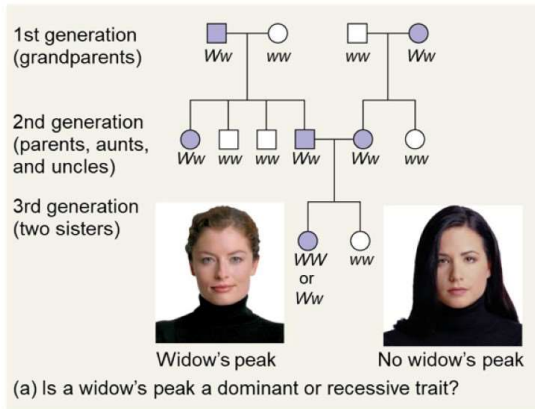 1st generation
(grandparents)
Ww ww ww Ww
2nd generation
(parents, aunts,
and uncles)
Ww ww ww Ww Ww ww
3rd generation
(two sisters)
WW
or
Ww
ww
Widow's peak
No widow's peak
(a) Is a widow's peak a dominant or recessive trait?